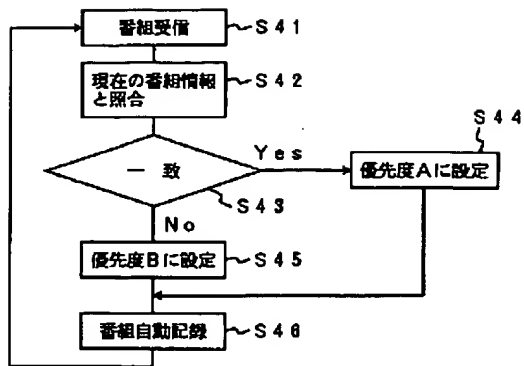 番組受信 S41
現在の番組情報
と照合 S42
S44
一致 Yes 優先度Aに設定
S43
No
優先度Bに設定 S45
番組自動記録 S46